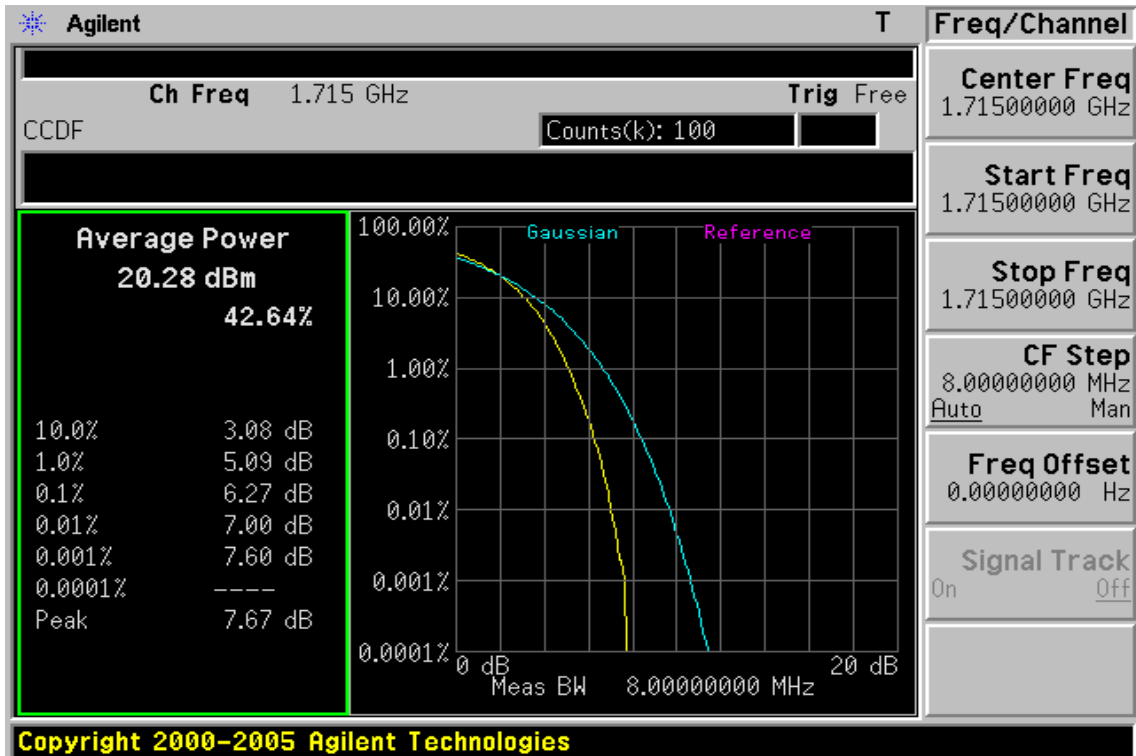 Agilent T
Ch Freq 1.715 GHz Trig Free
CCDF Counts(k): 100
Average Power
20.28 dBm
42.64%
10.0% 3.08 dB
1.0% 5.09 dB
0.1% 6.27 dB
0.01% 7.00 dB
0.001% 7.60 dB
0.0001% ----
Peak 7.67 dB
Gaussian Reference
100.00%
10.00%
1.00%
0.10%
0.01%
0.001%
0.0001%
0 dB 20 dB
Meas BW 8.00000000 MHz
Freq/Channel
Center Freq
1.71500000 GHz
Start Freq
1.71500000 GHz
Stop Freq
1.71500000 GHz
CF Step
8.00000000 MHz
Auto Man
Freq Offset
0.00000000 Hz
Signal Track
On Off
Copyright 2000-2005 Agilent Technologies